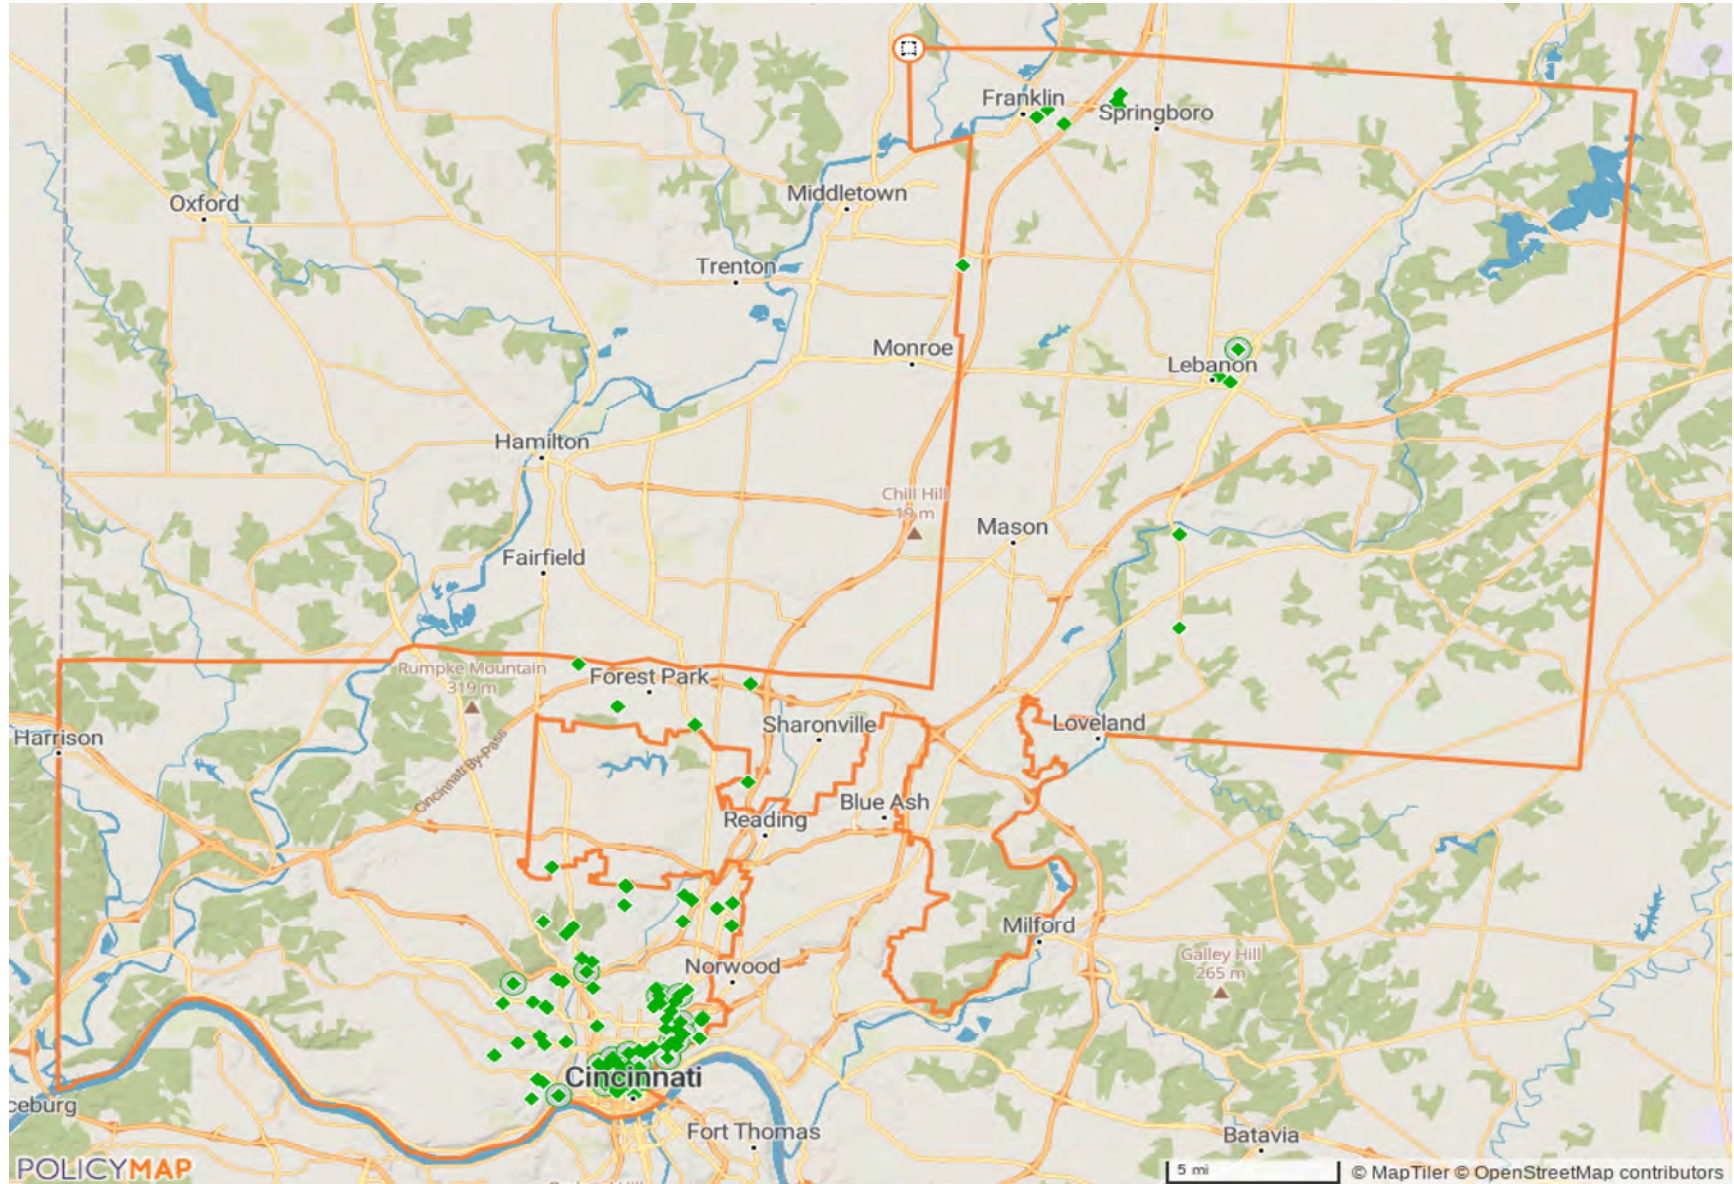 Franklin
Springboro
Middletown
Oxford
Trenton
Monroe
Lebanon
Hamilton
Chill Hill
19 m
Mason
Fairfield
Rumpke Mountain
319 m
Forest Park
Harrison
Sharonville
Loveland
Cincinnati By-Pass
Blue Ash
Reading
Milford
Galley Hill
265 m
Norwood
Cincinnati
ceburg
Fort Thomas
Batavia
POLICYMAP
5 mi
© MapTiler © OpenStreetMap contributors